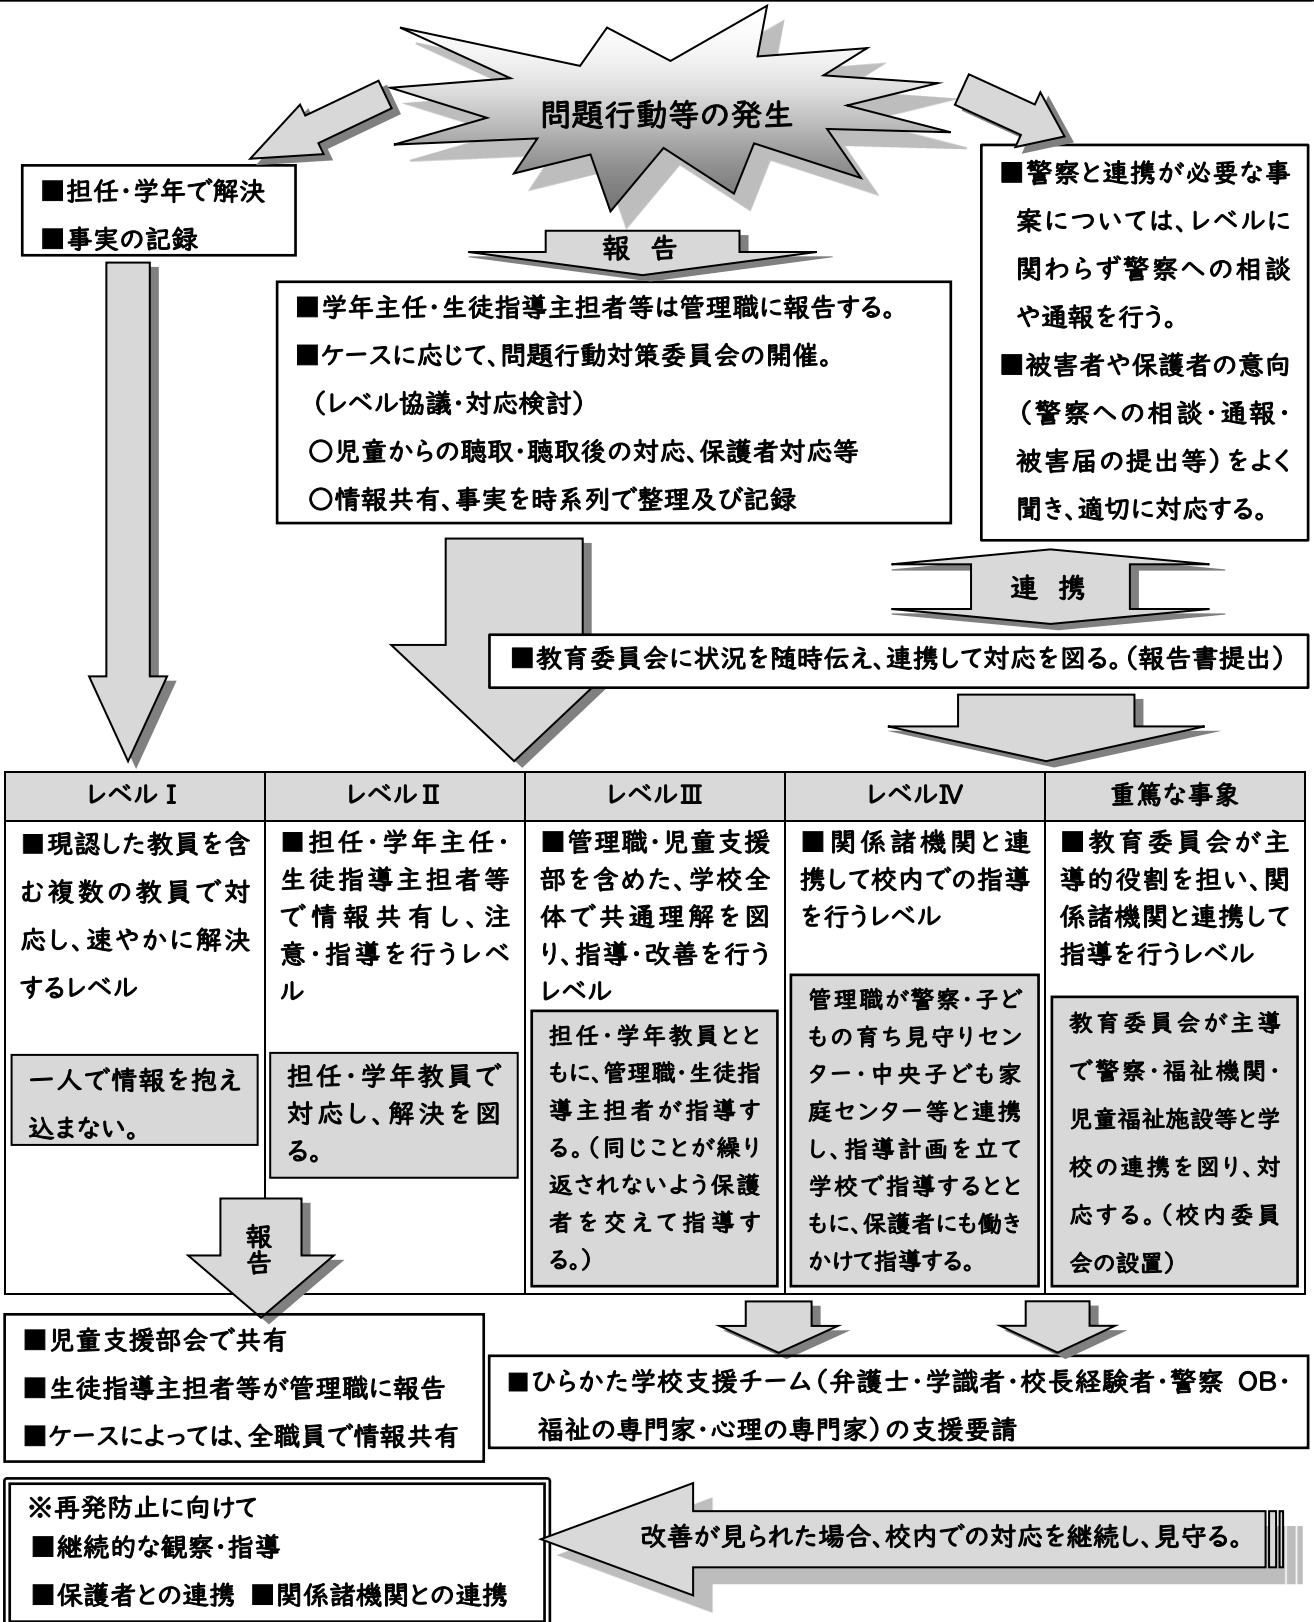 問題行動等の発生
■担任・学年で解決
■事実の記録
報 告
■学年主任・生徒指導主担者等は管理職に報告する。
■ケースに応じて、問題行動対策委員会の開催。
（レベル協議・対応検討）
〇児童からの聴取・聴取後の対応、保護者対応等
〇情報共有、事実を時系列で整理及び記録
■警察と連携が必要な事
案については、レベルに
関わらず警察への相談
や通報を行う。
■被害者や保護者の意向
（警察への相談・通報・
被害届の提出等）をよく
聞き、適切に対応する。
連 携
■教育委員会に状況を随時伝え、連携して対応を図る。（報告書提出）
レベルⅠ
■現認した教員を含
む複数の教員で対
応し、速やかに解決
するレベル
一人で情報を抱え
込まない。
レベルⅡ
■担任・学年主任・
生徒指導主担者等
で情報共有し、注
意・指導を行うレベ
ル
担任・学年教員で
対応し、解決を図
る。
レベルⅢ
■管理職・児童支援
部を含めた、学校全
体で共通理解を図
り、指導・改善を行う
レベル
担任・学年教員とと
もに、管理職・生徒指
導主担者が指導す
る。（同じことが繰り
返されないよう保護
者を交えて指導す
る。）
レベルⅣ
■関係諸機関と連
携して校内での指導
を行うレベル
管理職が警察・子ど
もの育ち見守りセン
ター・中央子ども家
庭センター等と連携
し、指導計画を立て
学校で指導するとと
もに、保護者にも働き
かけて指導する。
重篤な事象
■教育委員会が主
導的役割を担い、関
係諸機関と連携して
指導を行うレベル
教育委員会が主導
で警察・福祉機関・
児童福祉施設等と学
校の連携を図り、対
応する。（校内委員
会の設置）
報
告
■児童支援部会で共有
■生徒指導主担者等が管理職に報告
■ケースによっては、全職員で情報共有
■ひらかた学校支援チーム（弁護士・学識者・校長経験者・警察 OB・
福祉の専門家・心理の専門家）の支援要請
※再発防止に向けて
■継続的な観察・指導
■保護者との連携 ■関係諸機関との連携
改善が見られた場合、校内での対応を継続し、見守る。